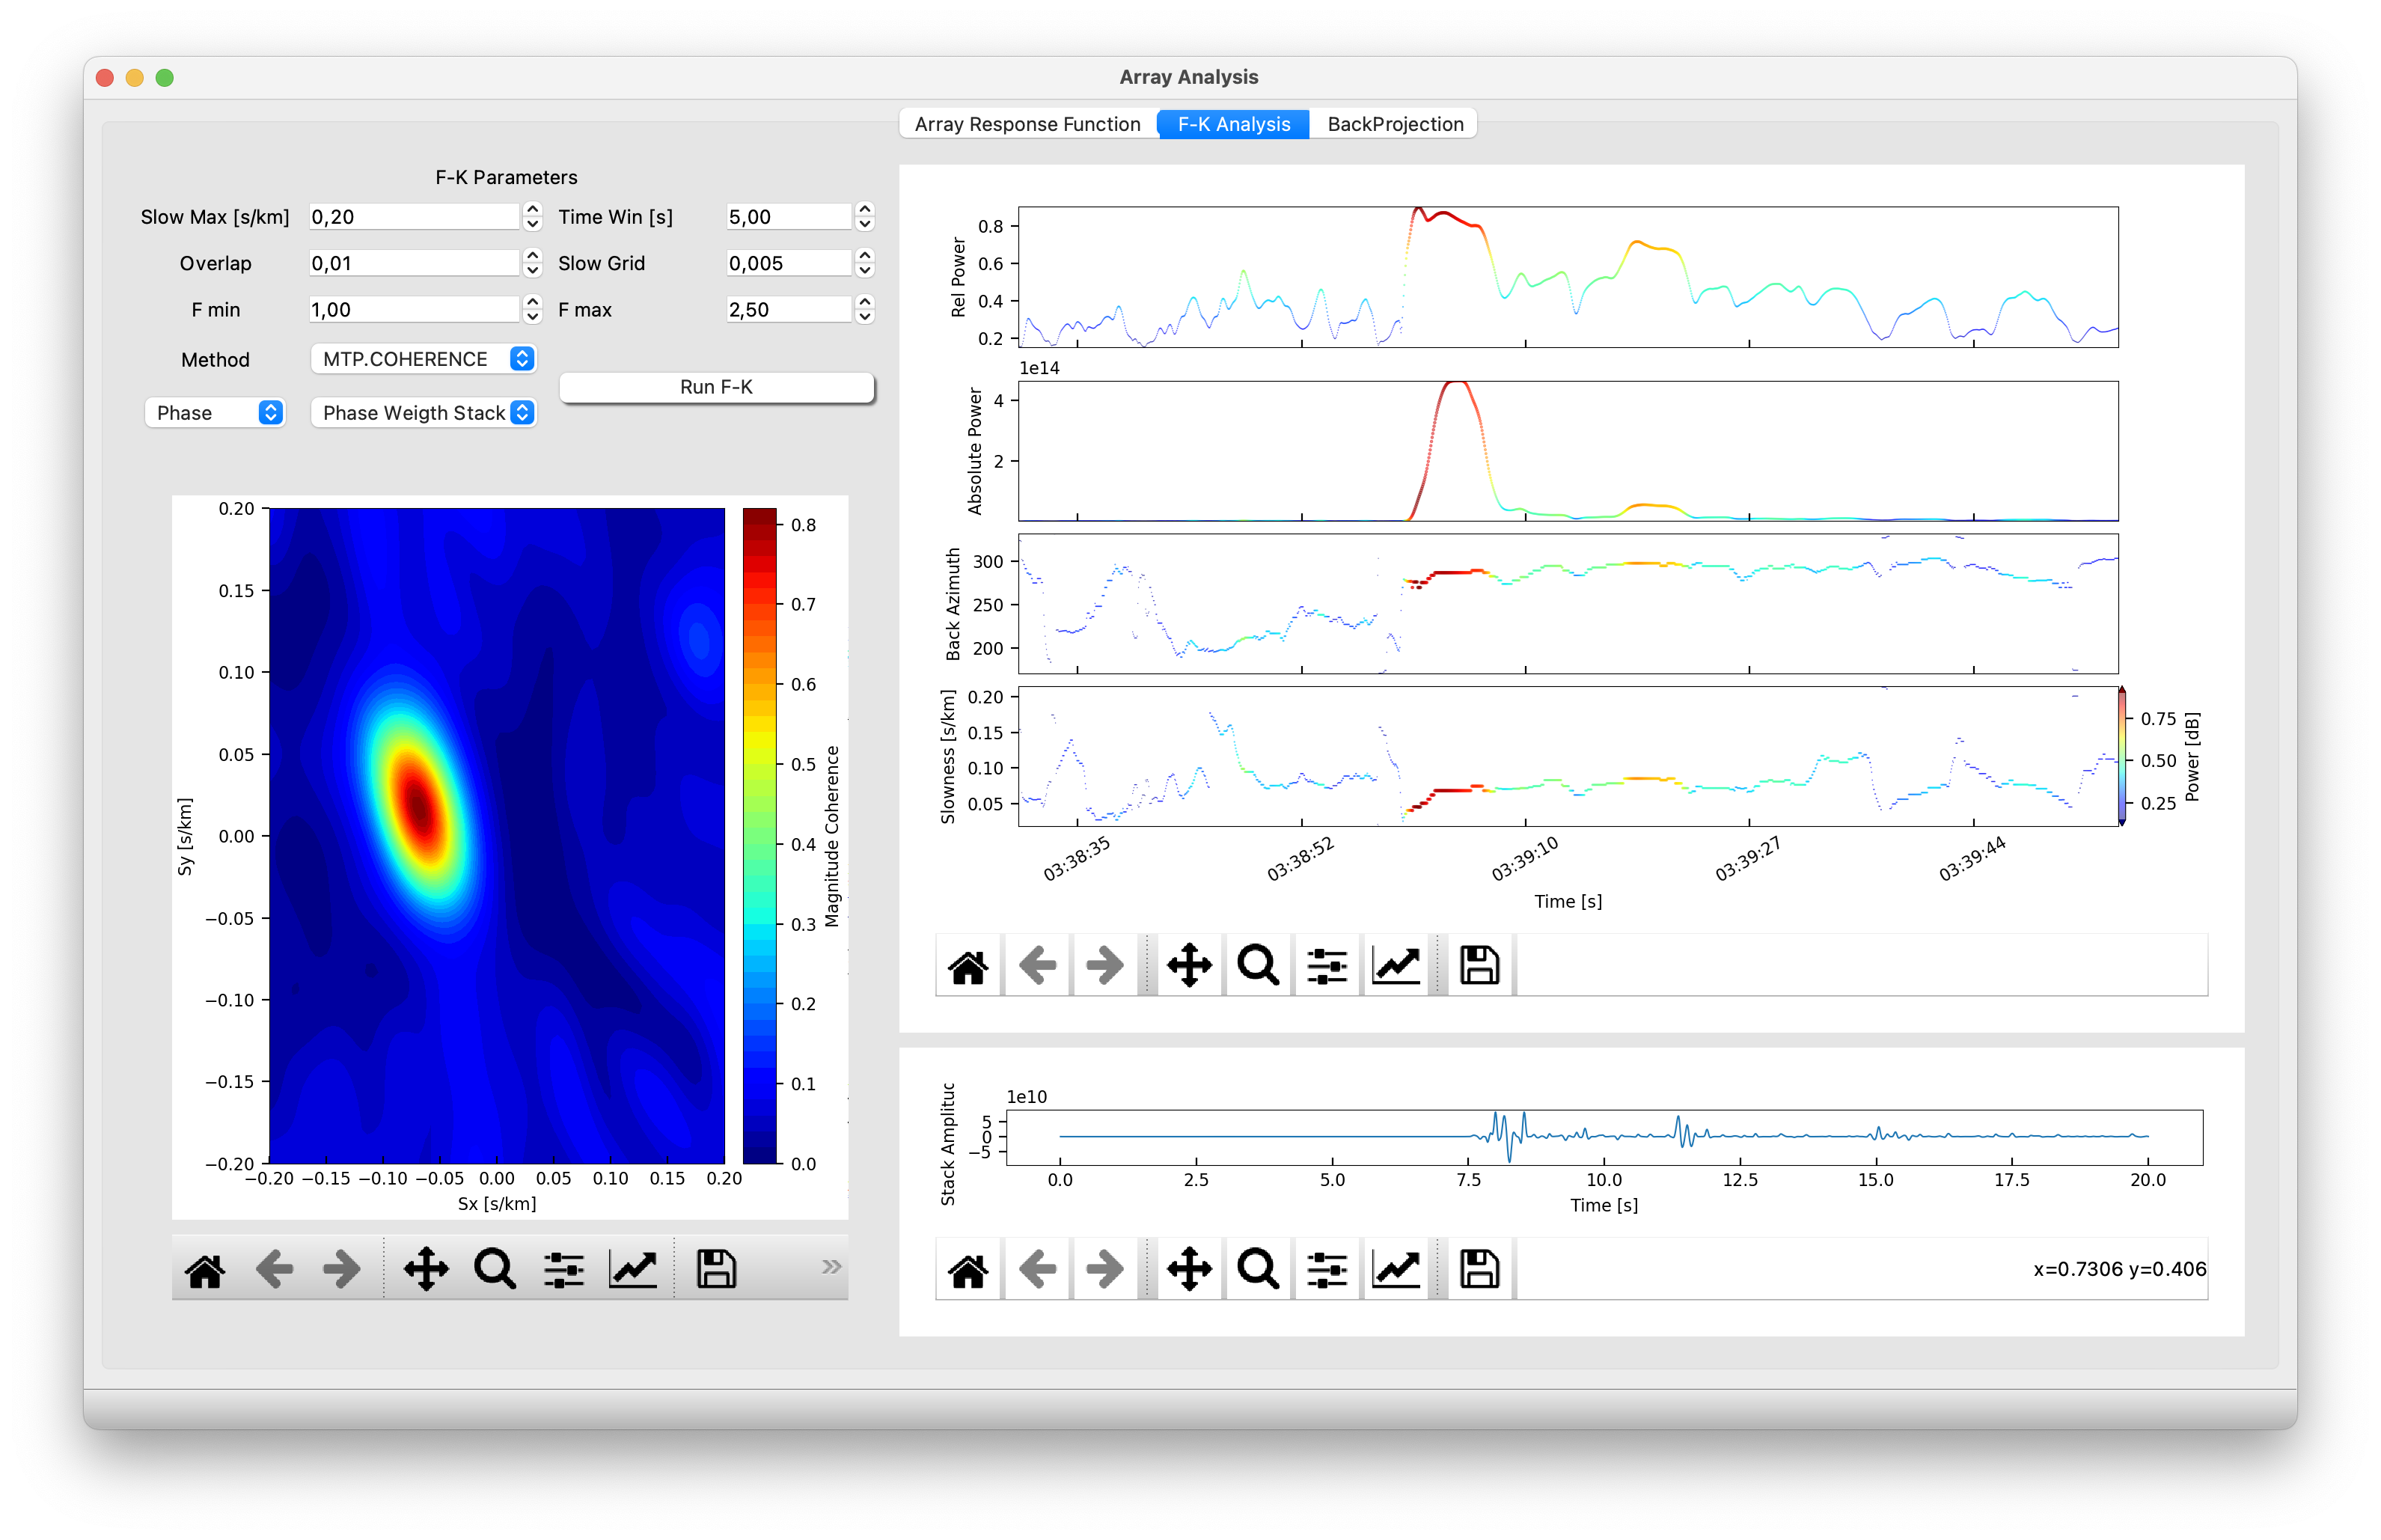 Array Analysis
Array Response Function F-K Analysis BackProjection
F-K Parameters
Slow Max [s/km] 0,20 Time Win [s] 5,00
Overlap 0,01 Slow Grid 0,005
F min 1,00 F max 2,50
Method MTP.COHERENCE
Run F-K
Phase Phase Weigth Stack
0.20
0.15
0.10
0.05
0.00
−0.05
−0.10
−0.15
−0.20
Sy [s/km]
−0.20 −0.15 −0.10 −0.05 0.00 0.05 0.10 0.15 0.20
Sx [s/km]
0.8
0.7
0.6
0.5
0.4
0.3
0.2
0.1
0.0
Magnitude Coherence
»
Rel Power
0.8
0.6
0.4
0.2
1e14
Absolute Power
4
2
Back Azimuth
300
250
200
Slowness [s/km]
0.20
0.15
0.10
0.05
0.75
0.50
0.25
Power [dB]
03:38:35 03:38:52 03:39:10 03:39:27 03:39:44
Time [s]
1e10
Stack Amplituc
5
0
−5
0.0 2.5 5.0 7.5 10.0 12.5 15.0 17.5 20.0
Time [s]
x=0.7306 y=0.406